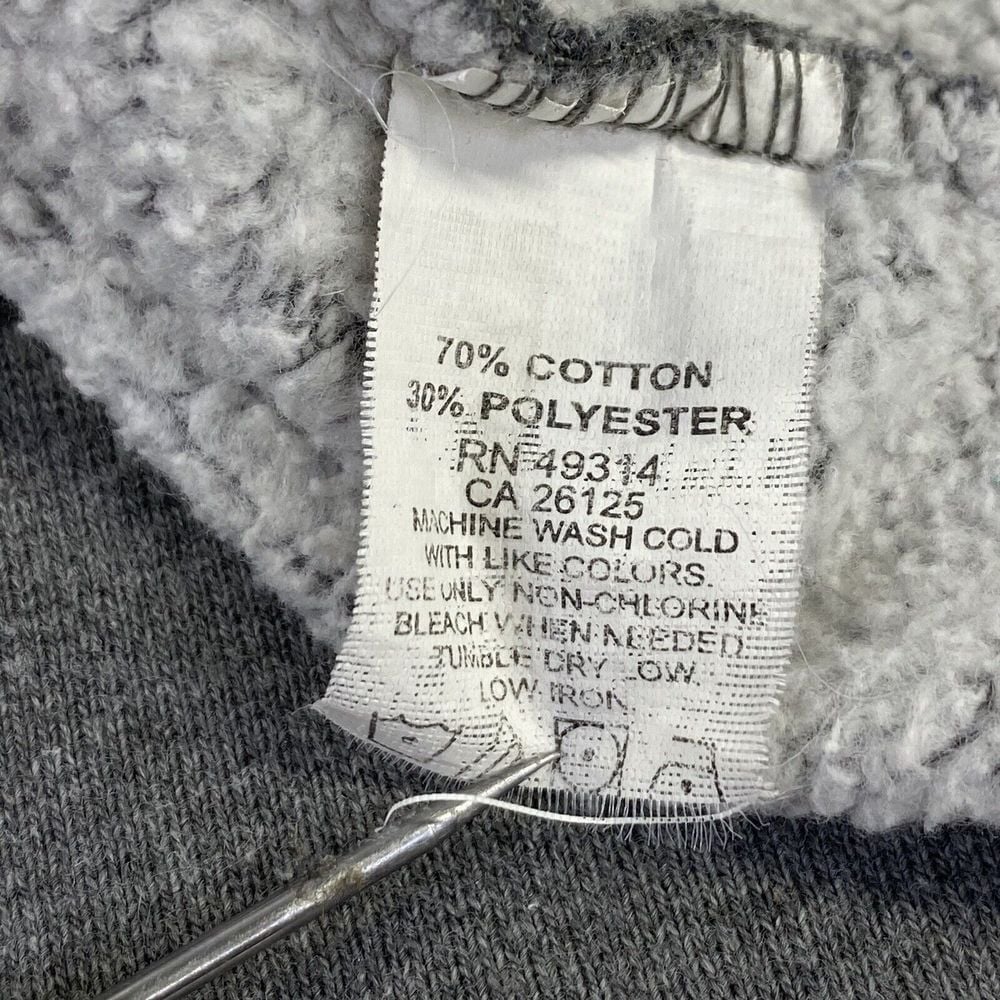 70% COTTON
30% POLYESTER
RN 49314
CA 26125
MACHINE WASH COLD
WITH LIKE COLORS.
USE ONLY NON-CHLORINE
BLEACH WHEN NEEDED.
TUMBLE DRY LOW.
LOW IRON